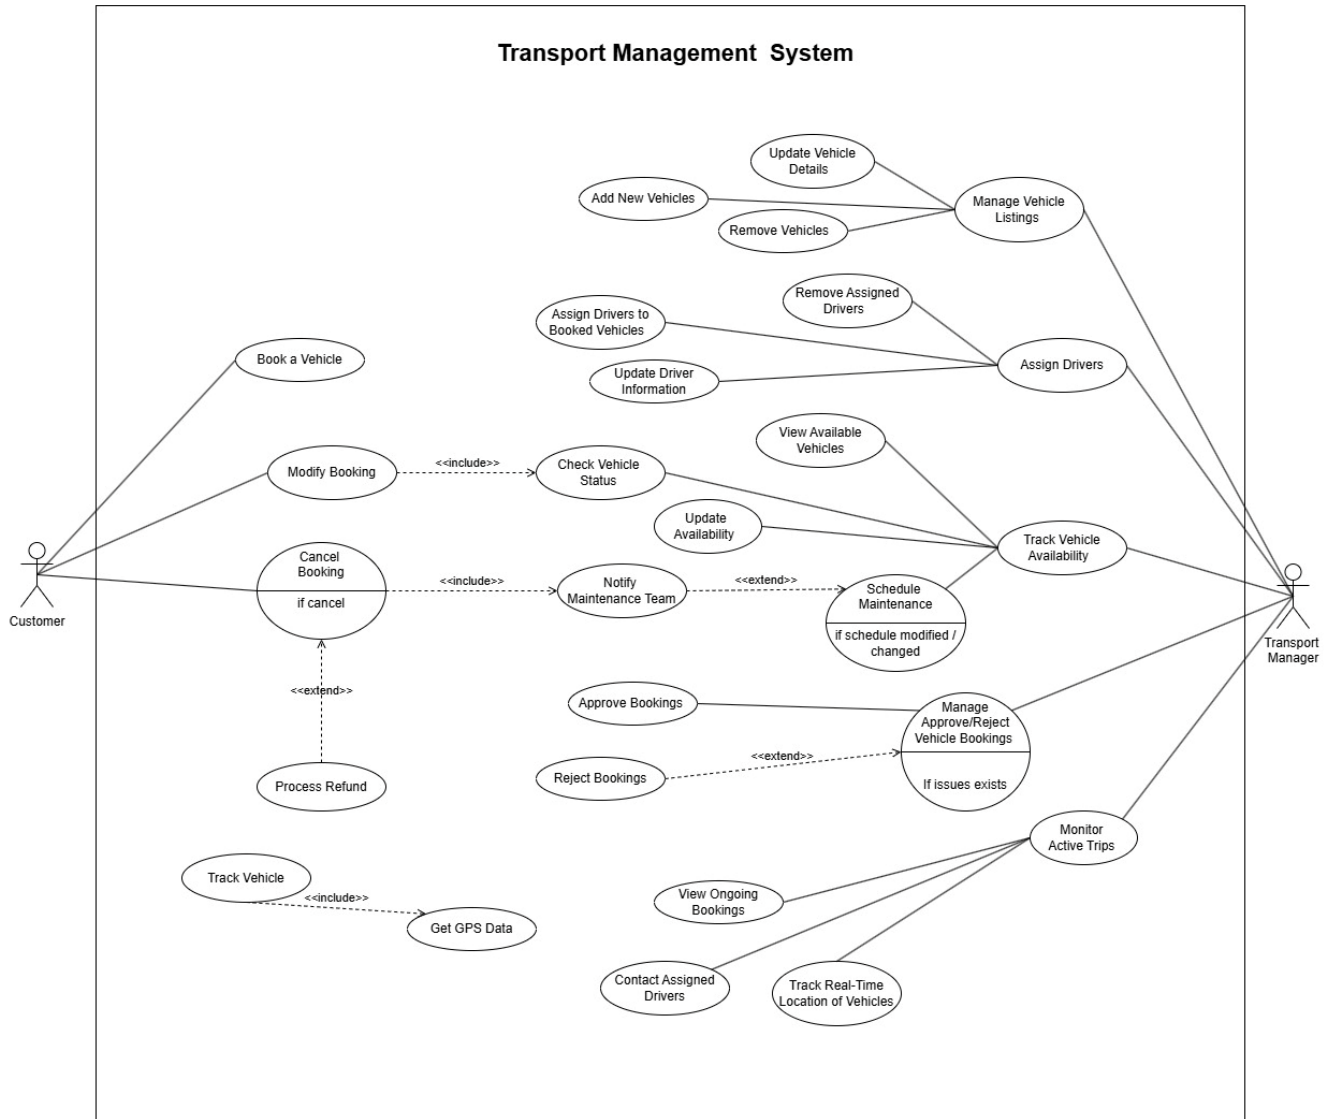 Transport Management  System
Update Vehicle
Details
Add New Vehicles
Manage Vehicle
Listings
Remove Vehicles
Remove Assigned
Drivers
Assign Drivers to
Booked Vehicles
Book a Vehicle
Assign Drivers
Update Driver
Information
View Available
Vehicles
Modify Booking
<<include>>
Check Vehicle
Status
Update
Availability
Track Vehicle
Availability
Cancel
Booking
if cancel
<<include>>
Notify
Maintenance Team
<<extend>>
Schedule
Maintenance
if schedule modified /
changed
Customer
Transport
Manager
<<extend>>
Approve Bookings
Manage
Approve/Reject
Vehicle Bookings
If issues exists
<<extend>>
Reject Bookings
Process Refund
Monitor
Active Trips
Track Vehicle
<<include>>
Get GPS Data
View Ongoing
Bookings
Contact Assigned
Drivers
Track Real-Time
Location of Vehicles